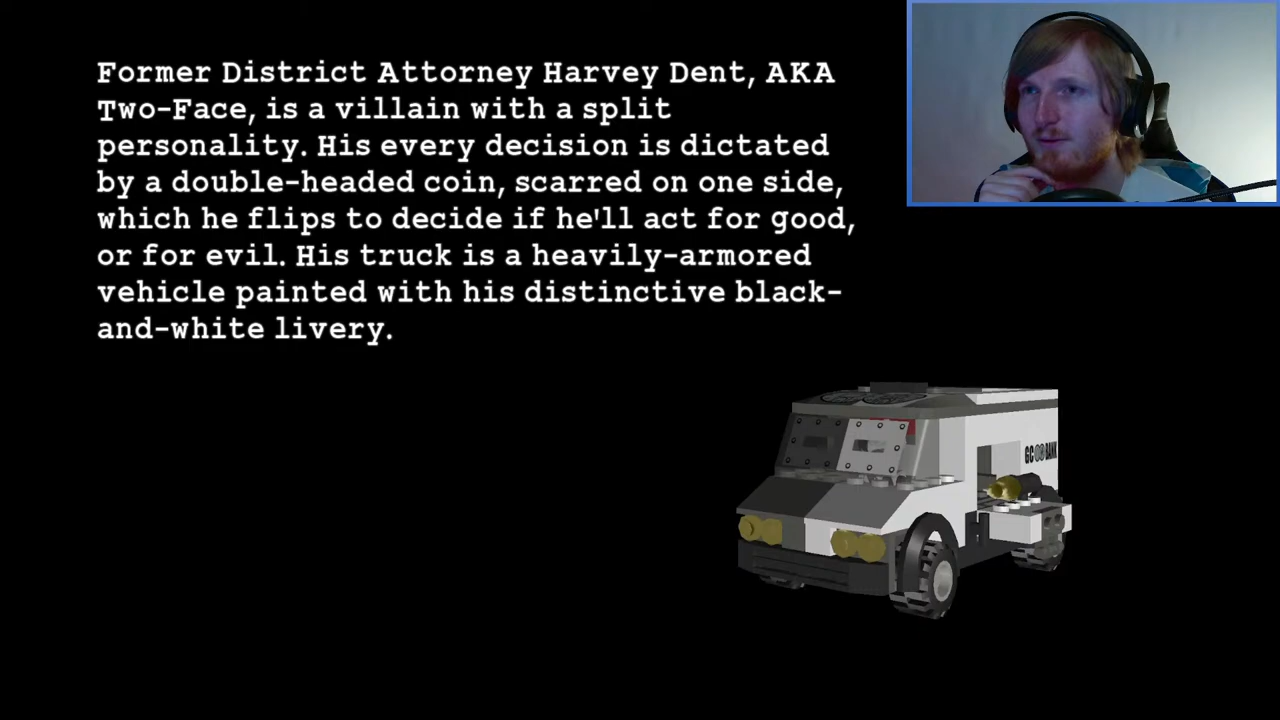 Former District Attorney Harvey Dent, AKA
Two-Face, is a villain with a split
personality. His every decision is dictated
by a double-headed coin, scarred on one side,
which he flips to decide if he'll act for good,
or for evil. His truck is a heavily-armored
vehicle painted with his distinctive black-
and-white livery.
GC BANK